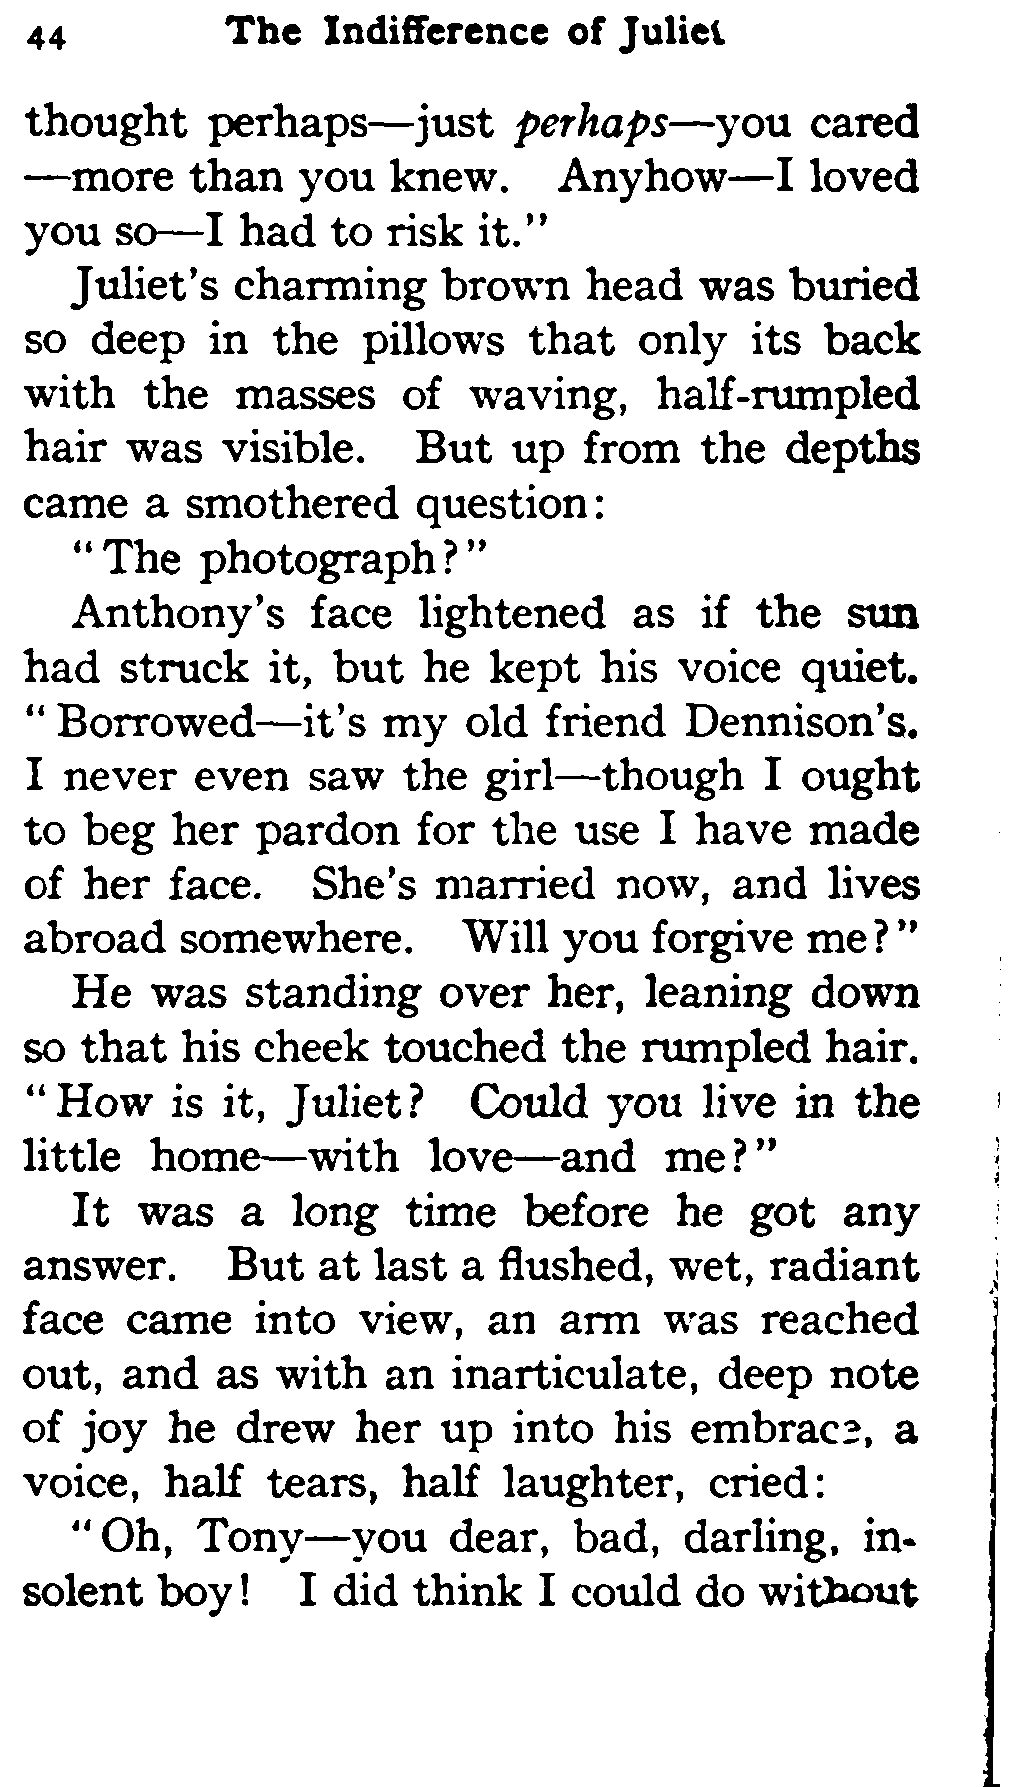 44 The Indifference of Juliet
thought perhaps—just perhaps—you cared
—more than you knew. Anyhow—I loved
you so—I had to risk it."
Juliet's charming brown head was buried
so deep in the pillows that only its back
with the masses of waving, half-rumpled
hair was visible. But up from the depths
came a smothered question:
"The photograph?"
Anthony's face lightened as if the sun
had struck it, but he kept his voice quiet.
"Borrowed—it's my old friend Dennison's.
I never even saw the girl—though I ought
to beg her pardon for the use I have made
of her face. She's married now, and lives
abroad somewhere. Will you forgive me?"
He was standing over her, leaning down
so that his cheek touched the rumpled hair.
"How is it, Juliet? Could you live in the
little home—with love—and me?"
It was a long time before he got any
answer. But at last a flushed, wet, radiant
face came into view, an arm was reached
out, and as with an inarticulate, deep note
of joy he drew her up into his embrace, a
voice, half tears, half laughter, cried:
"Oh, Tony—you dear, bad, darling, in-
solent boy! I did think I could do without